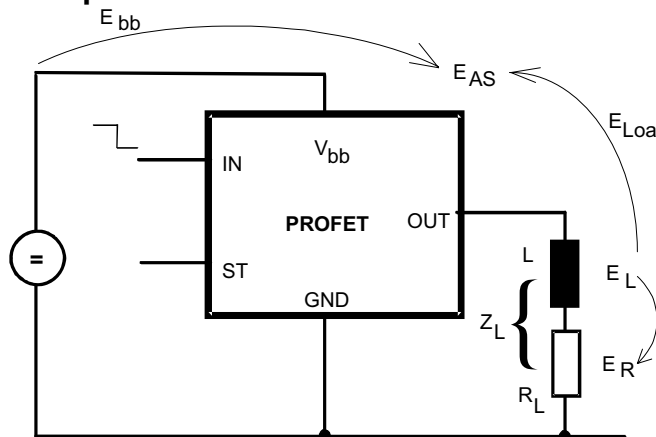 E bb
E AS
E Loa
V bb
IN
PROFET
OUT
=
ST
L
E L
GND
Z L
{
E R
R L